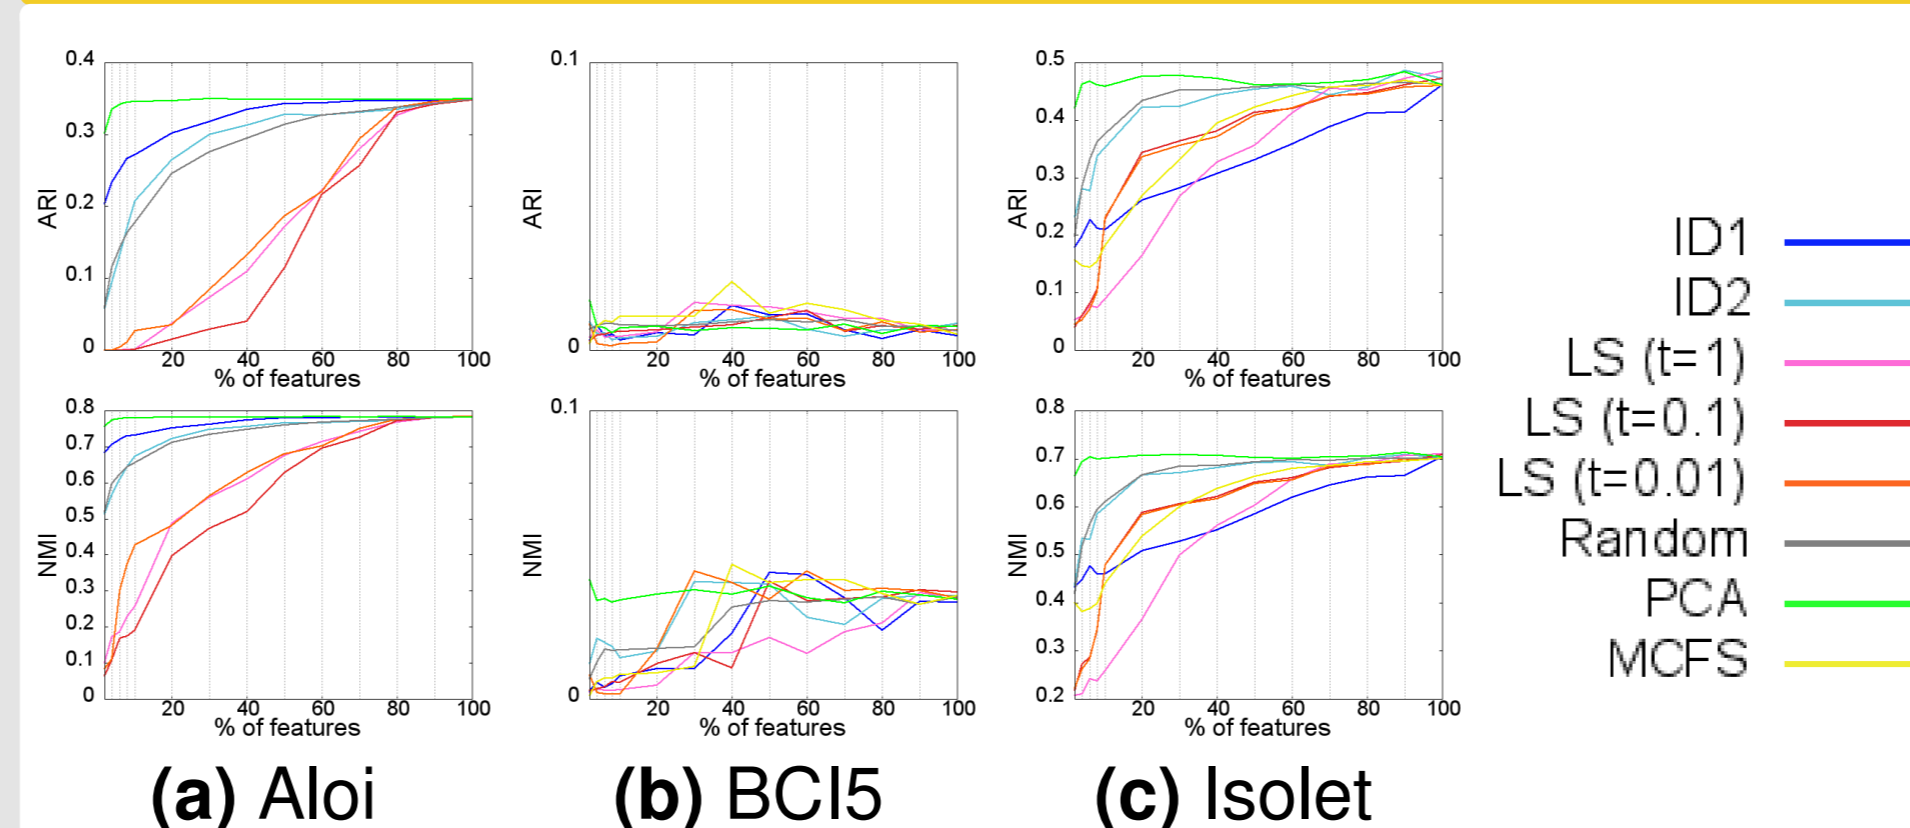 0.4
0.3
0.2
0.1
0
ARI
20 40 60 80 100
% of features
0.1
0
ARI
20 40 60 80 100
% of features
0.5
0.4
0.3
0.2
0.1
0
ARI
20 40 60 80 100
% of features
0.8
0.7
0.6
0.5
0.4
0.3
0.2
0.1
0
NMI
20 40 60 80 100
% of features
0.1
0
NMI
20 40 60 80 100
% of features
0.8
0.7
0.6
0.5
0.4
0.3
0.2
NMI
20 40 60 80 100
% of features
ID1
ID2
LS (t=1)
LS (t=0.1)
LS (t=0.01)
Random
PCA
MCFS
(a) Aloi
(b) BCI5
(c) Isolet